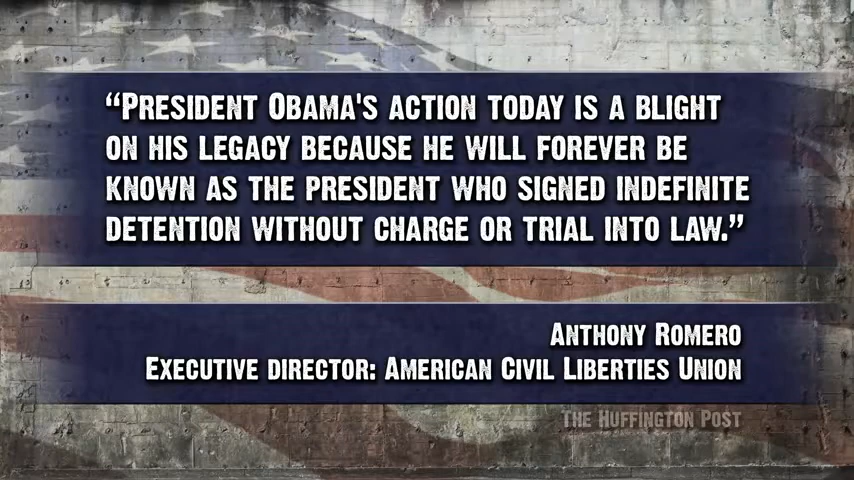 “President Obama's action today is a blight
on his legacy because he will forever be
known as the president who signed indefinite
detention without charge or trial into law.”
Anthony Romero
Executive director: American Civil Liberties Union
The Huffington Post